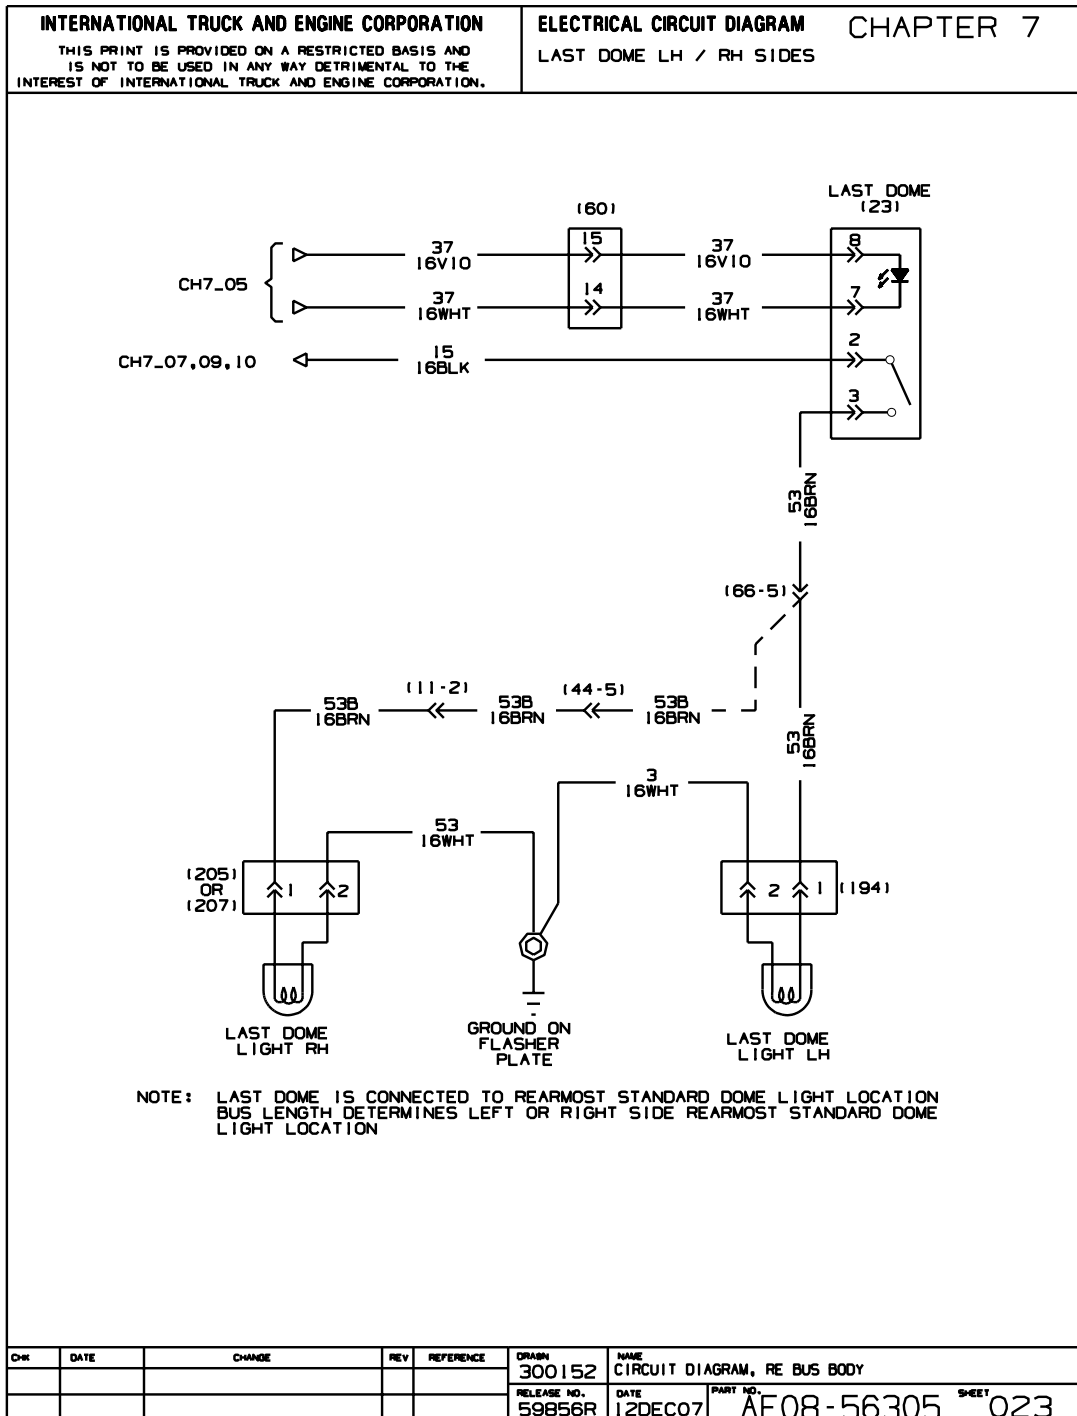 INTERNATIONAL TRUCK AND ENGINE CORPORATION
THIS PRINT IS PROVIDED ON A RESTRICTED BASIS AND
IS NOT TO BE USED IN ANY WAY DETRIMENTAL TO THE
INTEREST OF INTERNATIONAL TRUCK AND ENGINE CORPORATION.
ELECTRICAL CIRCUIT DIAGRAM
CHAPTER 7
LAST DOME LH / RH SIDES
LAST DOME
(23)
(60)
CH7_05
37
16VIO
15
37
16VIO
8
37
16WHT
14
37
16WHT
7
CH7_07,09,10
15
16BLK
2
3
53
16BRN
(66-5)
(11-2)
(44-5)
53B
16BRN
53B
16BRN
53B
16BRN
53
16BRN
3
16WHT
53
16WHT
(205)
OR
(207)
1
2
2
1
(194)
LAST DOME
LIGHT RH
GROUND ON
FLASHER
PLATE
LAST DOME
LIGHT LH
NOTE: LAST DOME IS CONNECTED TO REARMOST STANDARD DOME LIGHT LOCATION
BUS LENGTH DETERMINES LEFT OR RIGHT SIDE REARMOST STANDARD DOME
LIGHT LOCATION
CHK DATE CHANGE REV REFERENCE
DRAWN
300152
NAME
CIRCUIT DIAGRAM, RE BUS BODY
RELEASE NO.
59856R
DATE
12DEC07
PART NO.
AE08-56305
SHEET
023